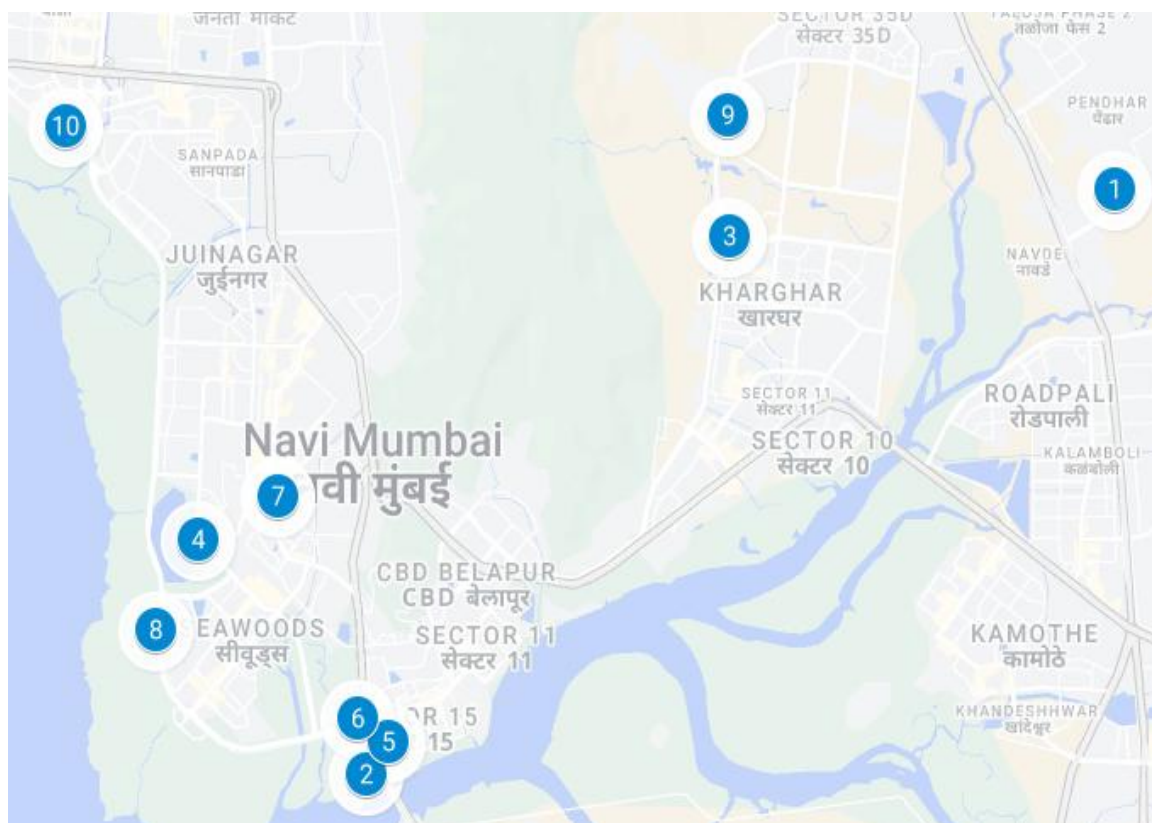 जनता मार्केट
SECTOR 35D
सेक्टर 35D
TALOJA PHASE 2
तळोजा फेस 2
10
9
PENDHAR
पेंढार
SANPADA
सानपाडा
1
3
JUINAGAR
जुईनगर
NAVDE
नावडे
KHARGHAR
खारघर
SECTOR 11
सेक्टर 11
ROADPALI
रोडपाली
Navi Mumbai
वी मुंबई
SECTOR 10
सेक्टर 10
KALAMBOLI
कळंबोली
7
4
CBD BELAPUR
CBD बेलापूर
8
EAWOODS
सीवूड्स
SECTOR 11
सेक्टर 11
KAMOTHE
कामोठे
6
OR 15
15
5
2
KHANDESHHWAR
खांदेश्वर